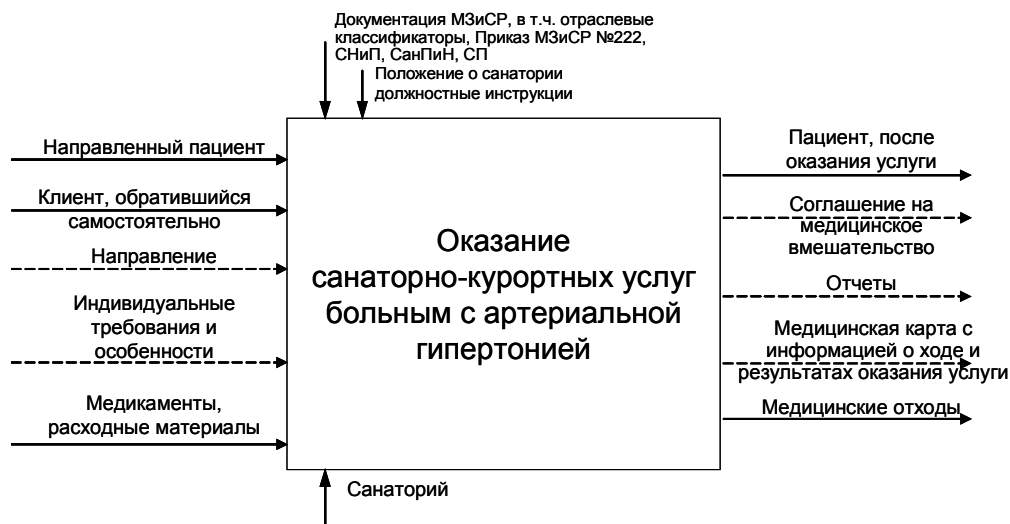 Документация МЗиСР, в т.ч. отраслевые
классификаторы, Приказ МЗиСР №222,
СНиП, СанПиН, СП
Положение о санатории
должностные инструкции
Направленный пациент
Клиент, обратившийся
самостоятельно
Направление
Индивидуальные
требования и
особенности
Медикаменты,
расходные материалы
Оказание
санаторно-курортных услуг
больным с артериальной
гипертонией
Пациент, после
оказания услуги
Соглашение на
медицинское
вмешательство
Отчеты
Медицинская карта с
информацией о ходе и
результатах оказания услуги
Медицинские отходы
Санаторий